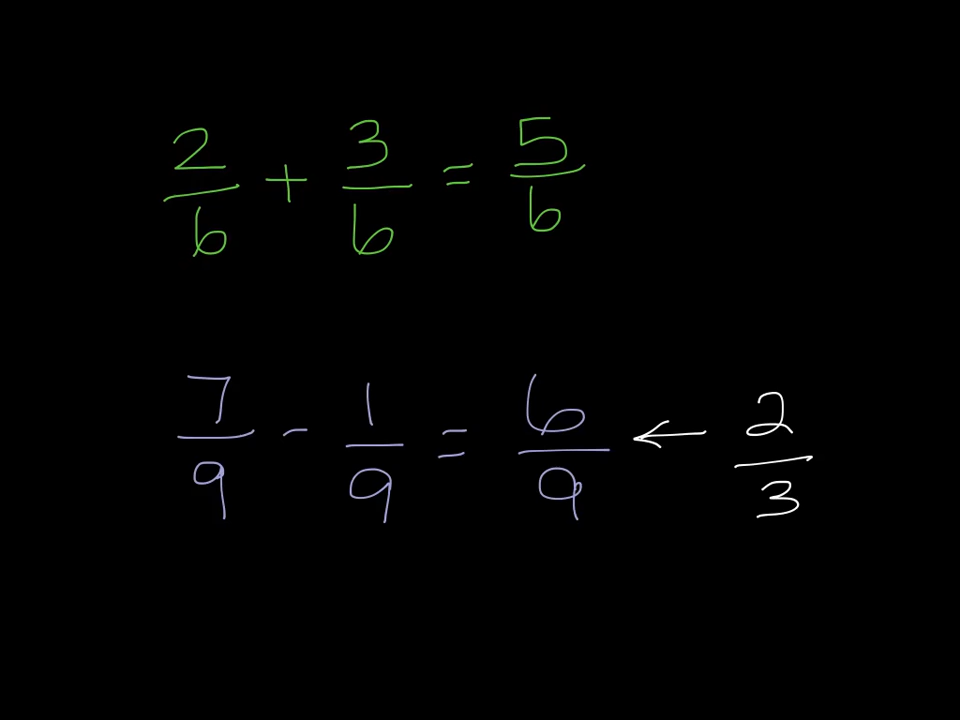 2/6 + 3/6 = 5/6
7/9 - 1/9 = 6/9 ← 2/3